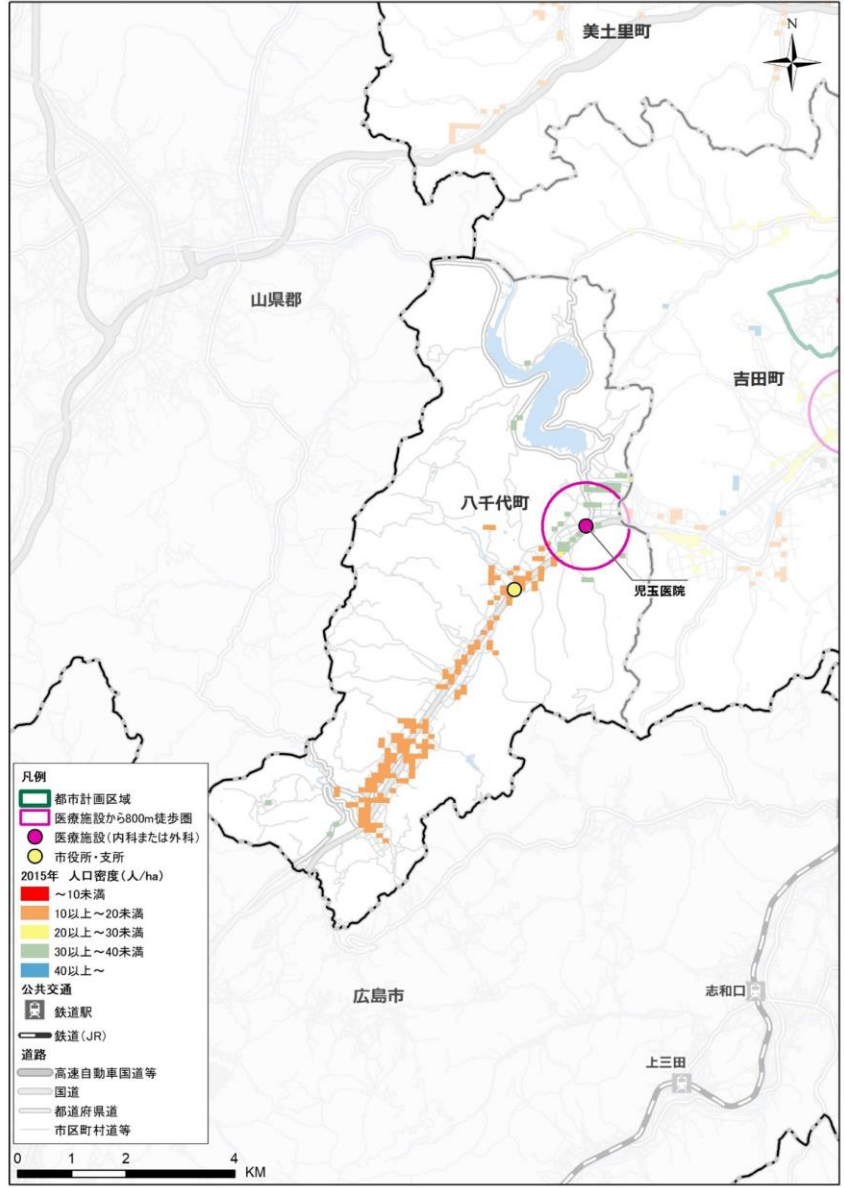 美土里町
N
山県郡
吉田町
八千代町
児玉医院
凡例
都市計画区域
医療施設から800m徒歩圏
医療施設(内科または外科)
市役所・支所
2015年 人口密度(人/ha)
～10未満
10以上～20未満
20以上～30未満
30以上～40未満
40以上～
公共交通
鉄道駅
鉄道(JR)
道路
高速自動車国道等
国道
都道府県道
市区町村道等
広島市
志和口
上三田
0 1 2 4
KM